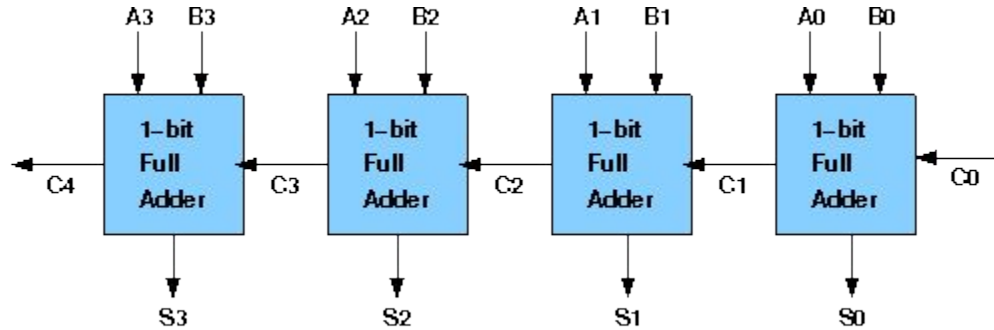 A3 B3 A2 B2 A1 B1 A0 B0
1-bit
Full
Adder
1-bit
Full
Adder
1-bit
Full
Adder
1-bit
Full
Adder
C4 C3 C2 C1 C0
S3 S2 S1 S0